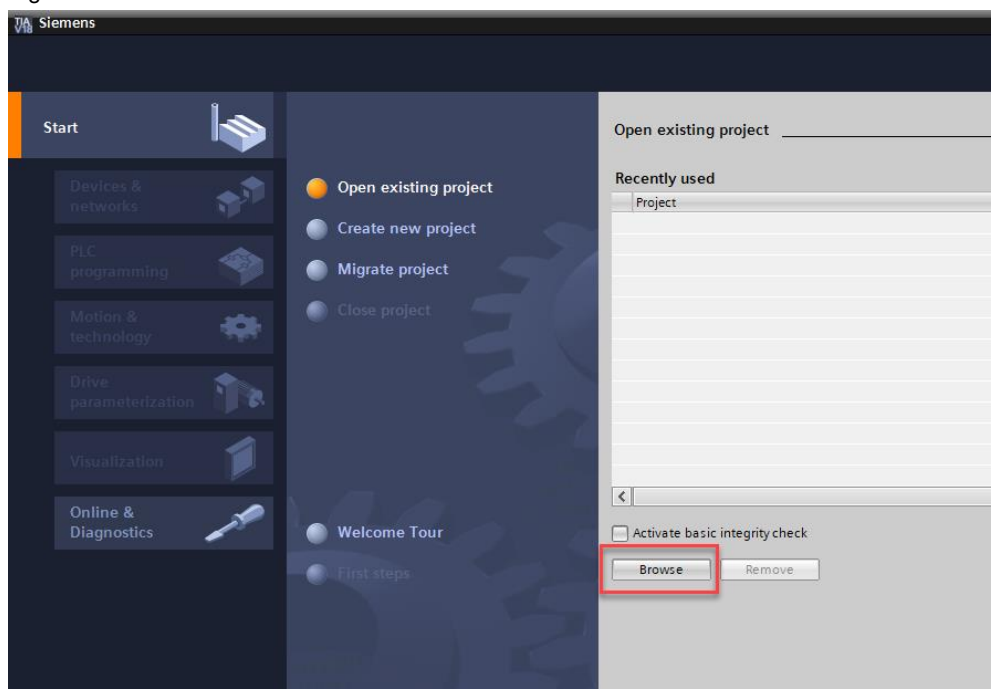 TIA V18 Siemens
Start
Devices &
networks
PLC
programming
Motion &
technology
Drive
parameterization
Visualization
Online &
Diagnostics
Open existing project
Create new project
Migrate project
Close project
Welcome Tour
First steps
Open existing project
Recently used
Project
Activate basic integrity check
Browse
Remove